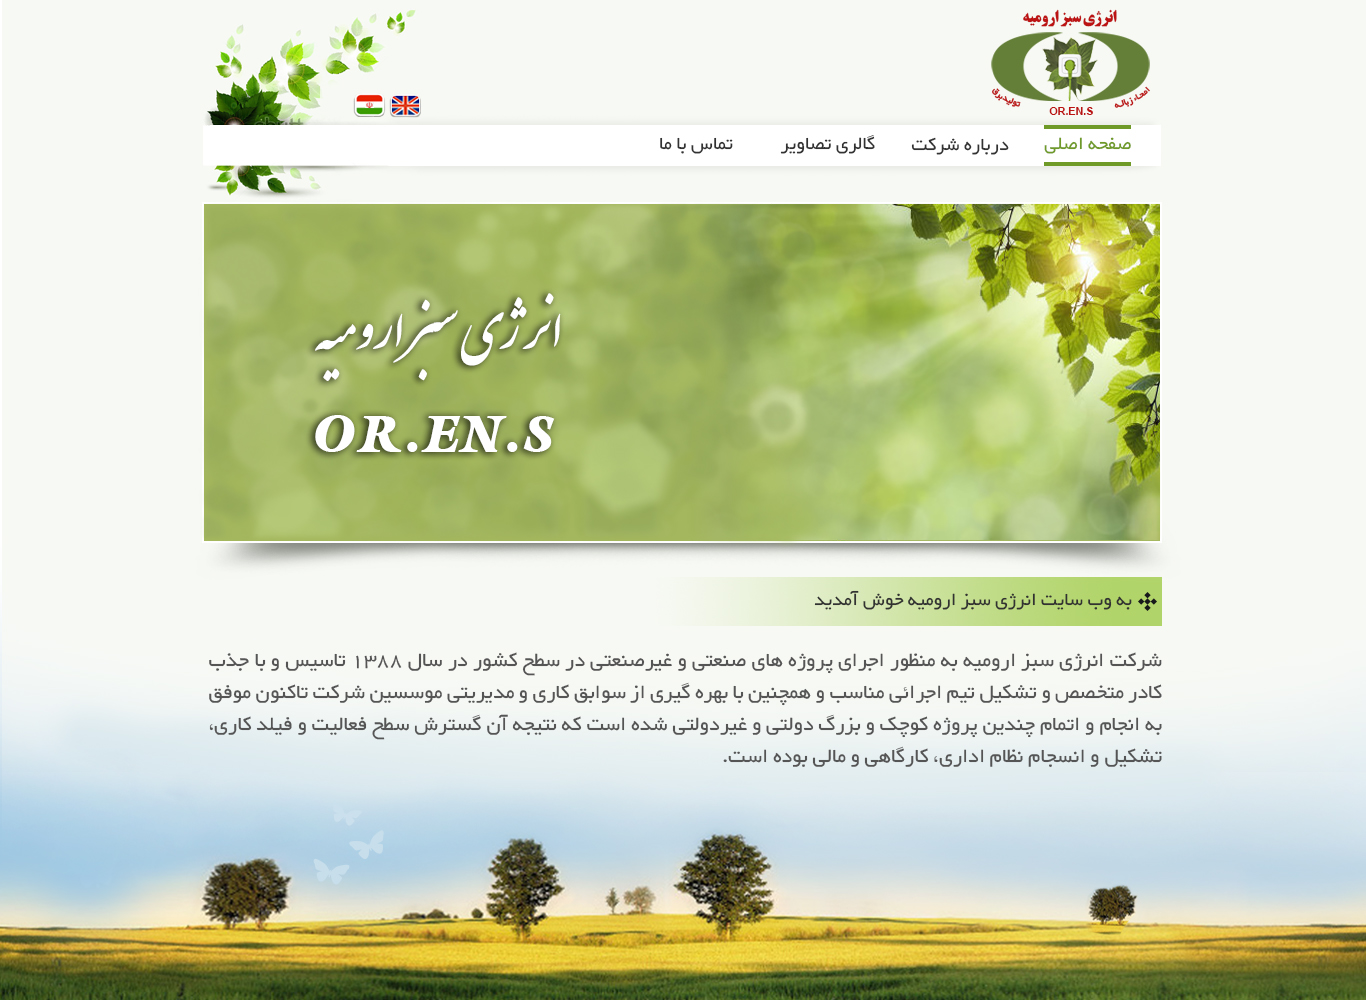 انرژی سبز ارومیه
امحاء زباله
تولیدبرق
OR.EN.S
صفحه اصلی
درباره شرکت
گالری تصاویر
تماس با ما
انرژی سبز ارومیه
OR.EN.S
به وب سایت انرژی سبز ارومیه خوش آمدید
شرکت انرژی سبز ارومیه به منظور اجرای پروژه های صنعتی و غیرصنعتی در سطح کشور در سال ۱۳۸۸ تاسیس و با جذب
کادر متخصص و تشکیل تیم اجرائی مناسب و همچنین با بهره گیری از سوابق کاری و مدیریتی موسسین شرکت تاکنون موفق
به انجام و اتمام چندین پروژه کوچک و بزرگ دولتی و غیردولتی شده است که نتیجه آن گسترش سطح فعالیت و فیلد کاری،
تشکیل و انسجام نظام اداری، کارگاهی و مالی بوده است.